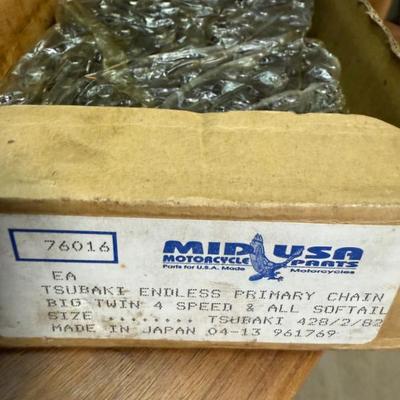 76016
MID USA
MOTORCYCLE PARTS
Parts for U.S.A. Made Motorcycles
EA
TSUBAKI ENDLESS PRIMARY CHAIN
BIG TWIN 4 SPEED & ALL SOFTAIL
SIZE ........ TSUBAKI 428/2/82
MADE IN JAPAN 04-13 961769